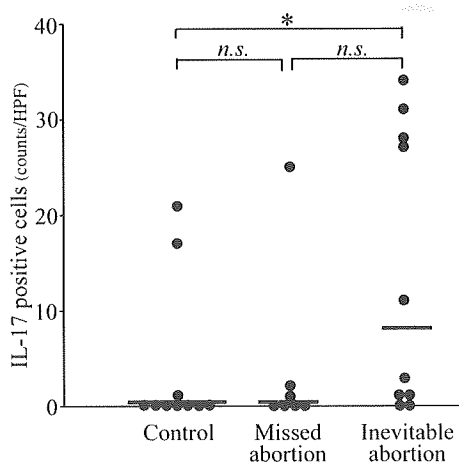 *
n.s.
n.s.
IL-17 positive cells (counts/HPF)
40
30
20
10
0
Control
Missed
abortion
Inevitable
abortion